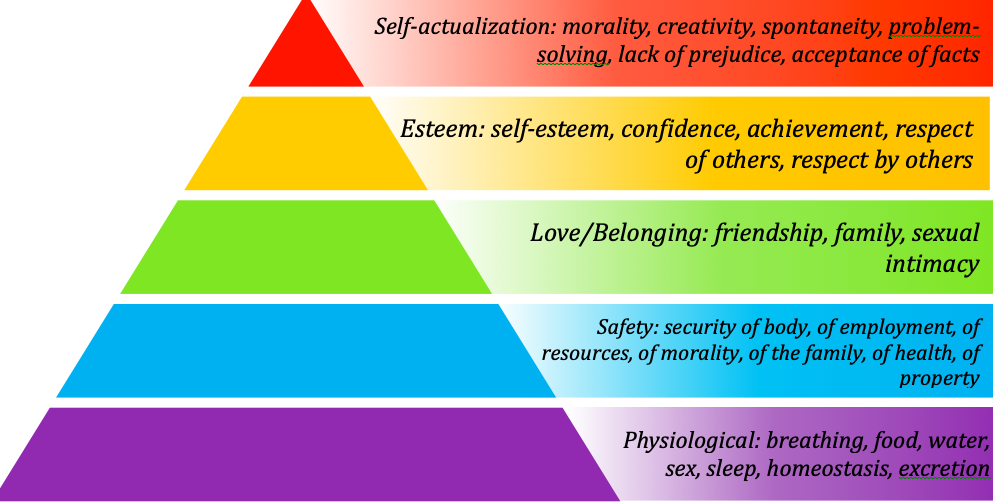 Self-actualization: morality, creativity, spontaneity, problem-
solving, lack of prejudice, acceptance of facts
Esteem: self-esteem, confidence, achievement, respect
of others, respect by others
Love/Belonging: friendship, family, sexual
intimacy
Safety: security of body, of employment, of
resources, of morality, of the family, of health, of
property
Physiological: breathing, food, water,
sex, sleep, homeostasis, excretion